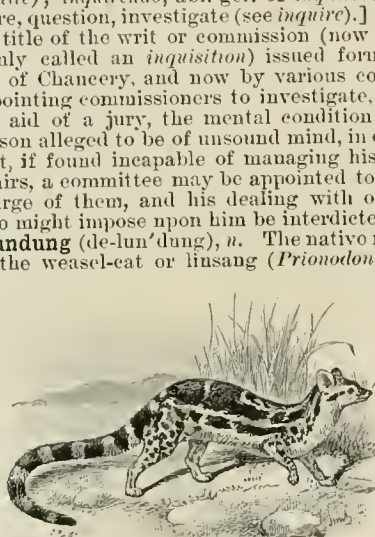 re, question, investigate (see inquire).]
title of the writ or commission (now
nly called an inquisition) issued for
of Chancery, and now by various co
pointing commissioners to investigate,
aid of a jury, the mental condition
son alleged to be of unsound mind, in
t, if found incapable of managing his
irs, a committee may be appointed to
arge of them, and his dealing with o
o might impose upon him be interdicte
undung (de-lun'dung), n. The native
the weasel-cat or linsang (Prionodon